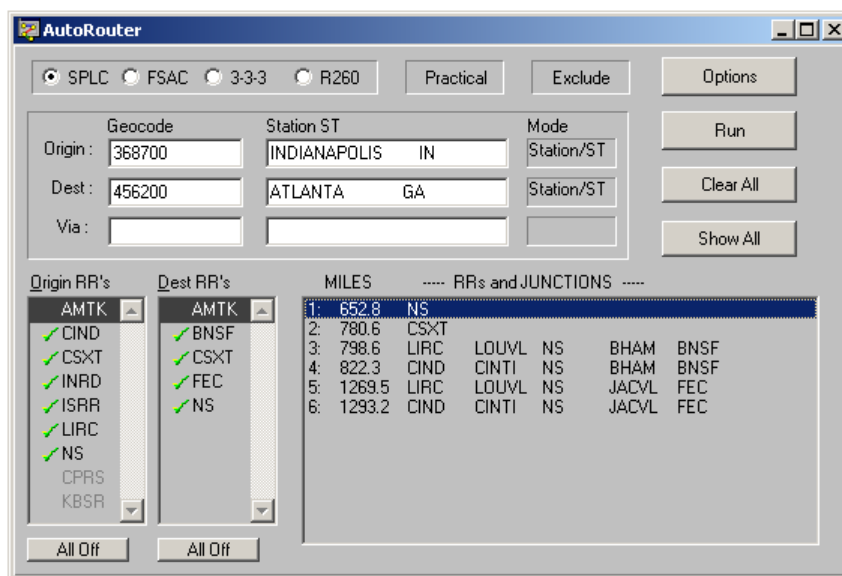 AutoRouter
SPLC FSAC 3-3-3 R260 Practical Exclude Options
Geocode Station ST Mode Run
Origin : 368700 INDIANAPOLIS IN Station/ST
Dest : 456200 ATLANTA GA Station/ST Clear All
Via :
Show All
Origin RR's Dest RR's MILES ----- RRs and JUNCTIONS -----
AMTK AMTK 1: 652.8 NS
CIND BNSF 2: 780.6 CSXT
CSXT CSXT 3: 798.6 LIRC LOUVL NS BHAM BNSF
INRD FEC 4: 822.3 CIND CINTI NS BHAM BNSF
ISRR NS 5: 1269.5 LIRC LOUVL NS JACVL FEC
LIRC 6: 1293.2 CIND CINTI NS JACVL FEC
NS
CPRS
KBSR
All Off All Off